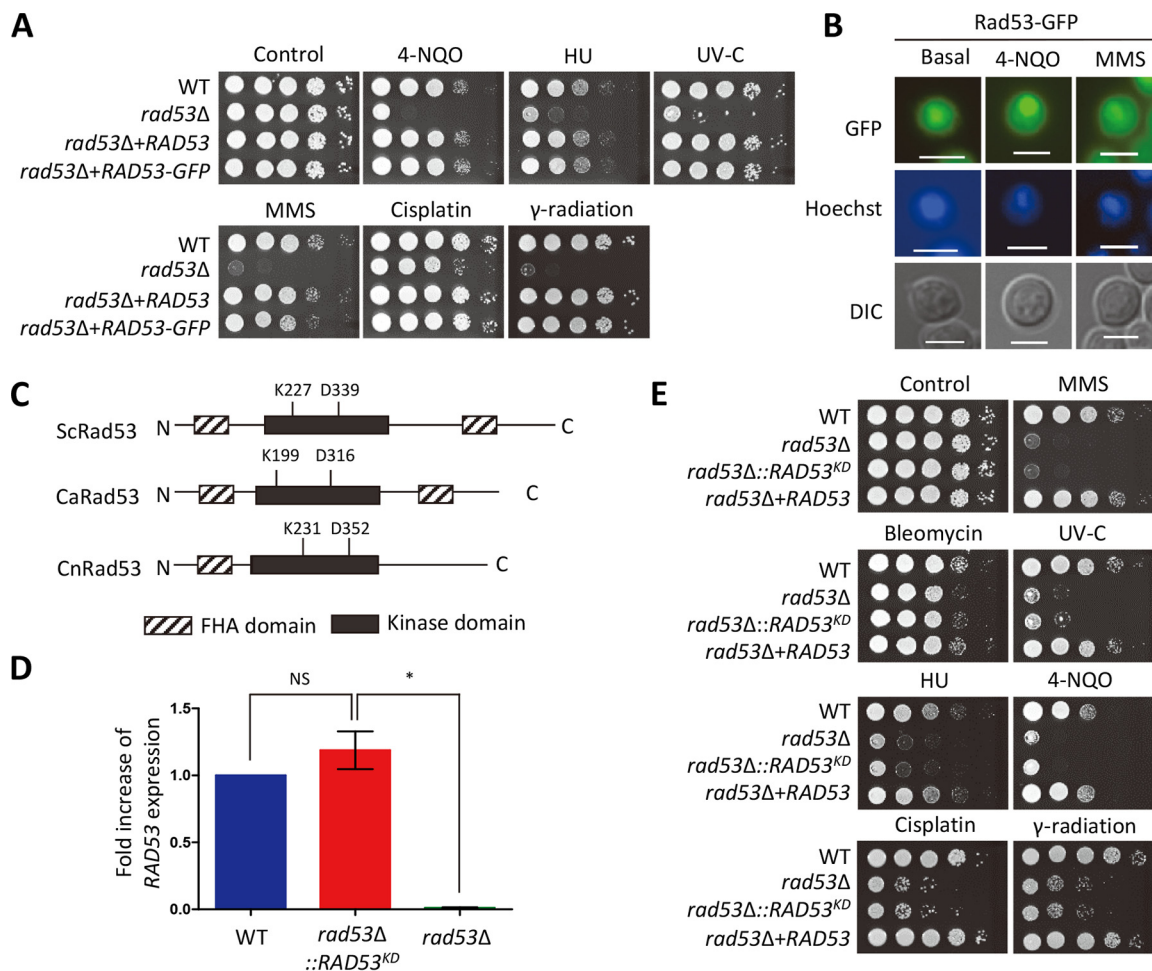 A
Control 4-NQO HU UV-C
WT
rad53Δ
rad53Δ+RAD53
rad53Δ+RAD53-GFP
MMS Cisplatin γ-radiation
WT
rad53Δ
rad53Δ+RAD53
rad53Δ+RAD53-GFP
B
Rad53-GFP
Basal 4-NQO MMS
GFP
Hoechst
DIC
C
K227 D339
ScRad53 N C
K199 D316
CaRad53 N C
K231 D352
CnRad53 N C
FHA domain Kinase domain
D
NS *
Fold increase of
RAD53 expression
1.5
1.0
0.5
0.0
WT rad53Δ rad53Δ
::RAD53KD
E
Control MMS
WT
rad53Δ
rad53Δ::RAD53KD
rad53Δ+RAD53
Bleomycin UV-C
WT
rad53Δ
rad53Δ::RAD53KD
rad53Δ+RAD53
HU 4-NQO
WT
rad53Δ
rad53Δ::RAD53KD
rad53Δ+RAD53
Cisplatin γ-radiation
WT
rad53Δ
rad53Δ::RAD53KD
rad53Δ+RAD53